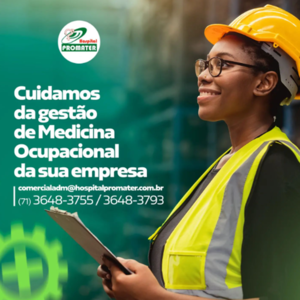 Hospital
PROMATER
Cuidamos
da gestão
de Medicina
Ocupacional
da sua empresa
comercialadm@hospitalpromater.com.br
(71) 3648-3755 / 3648-3793